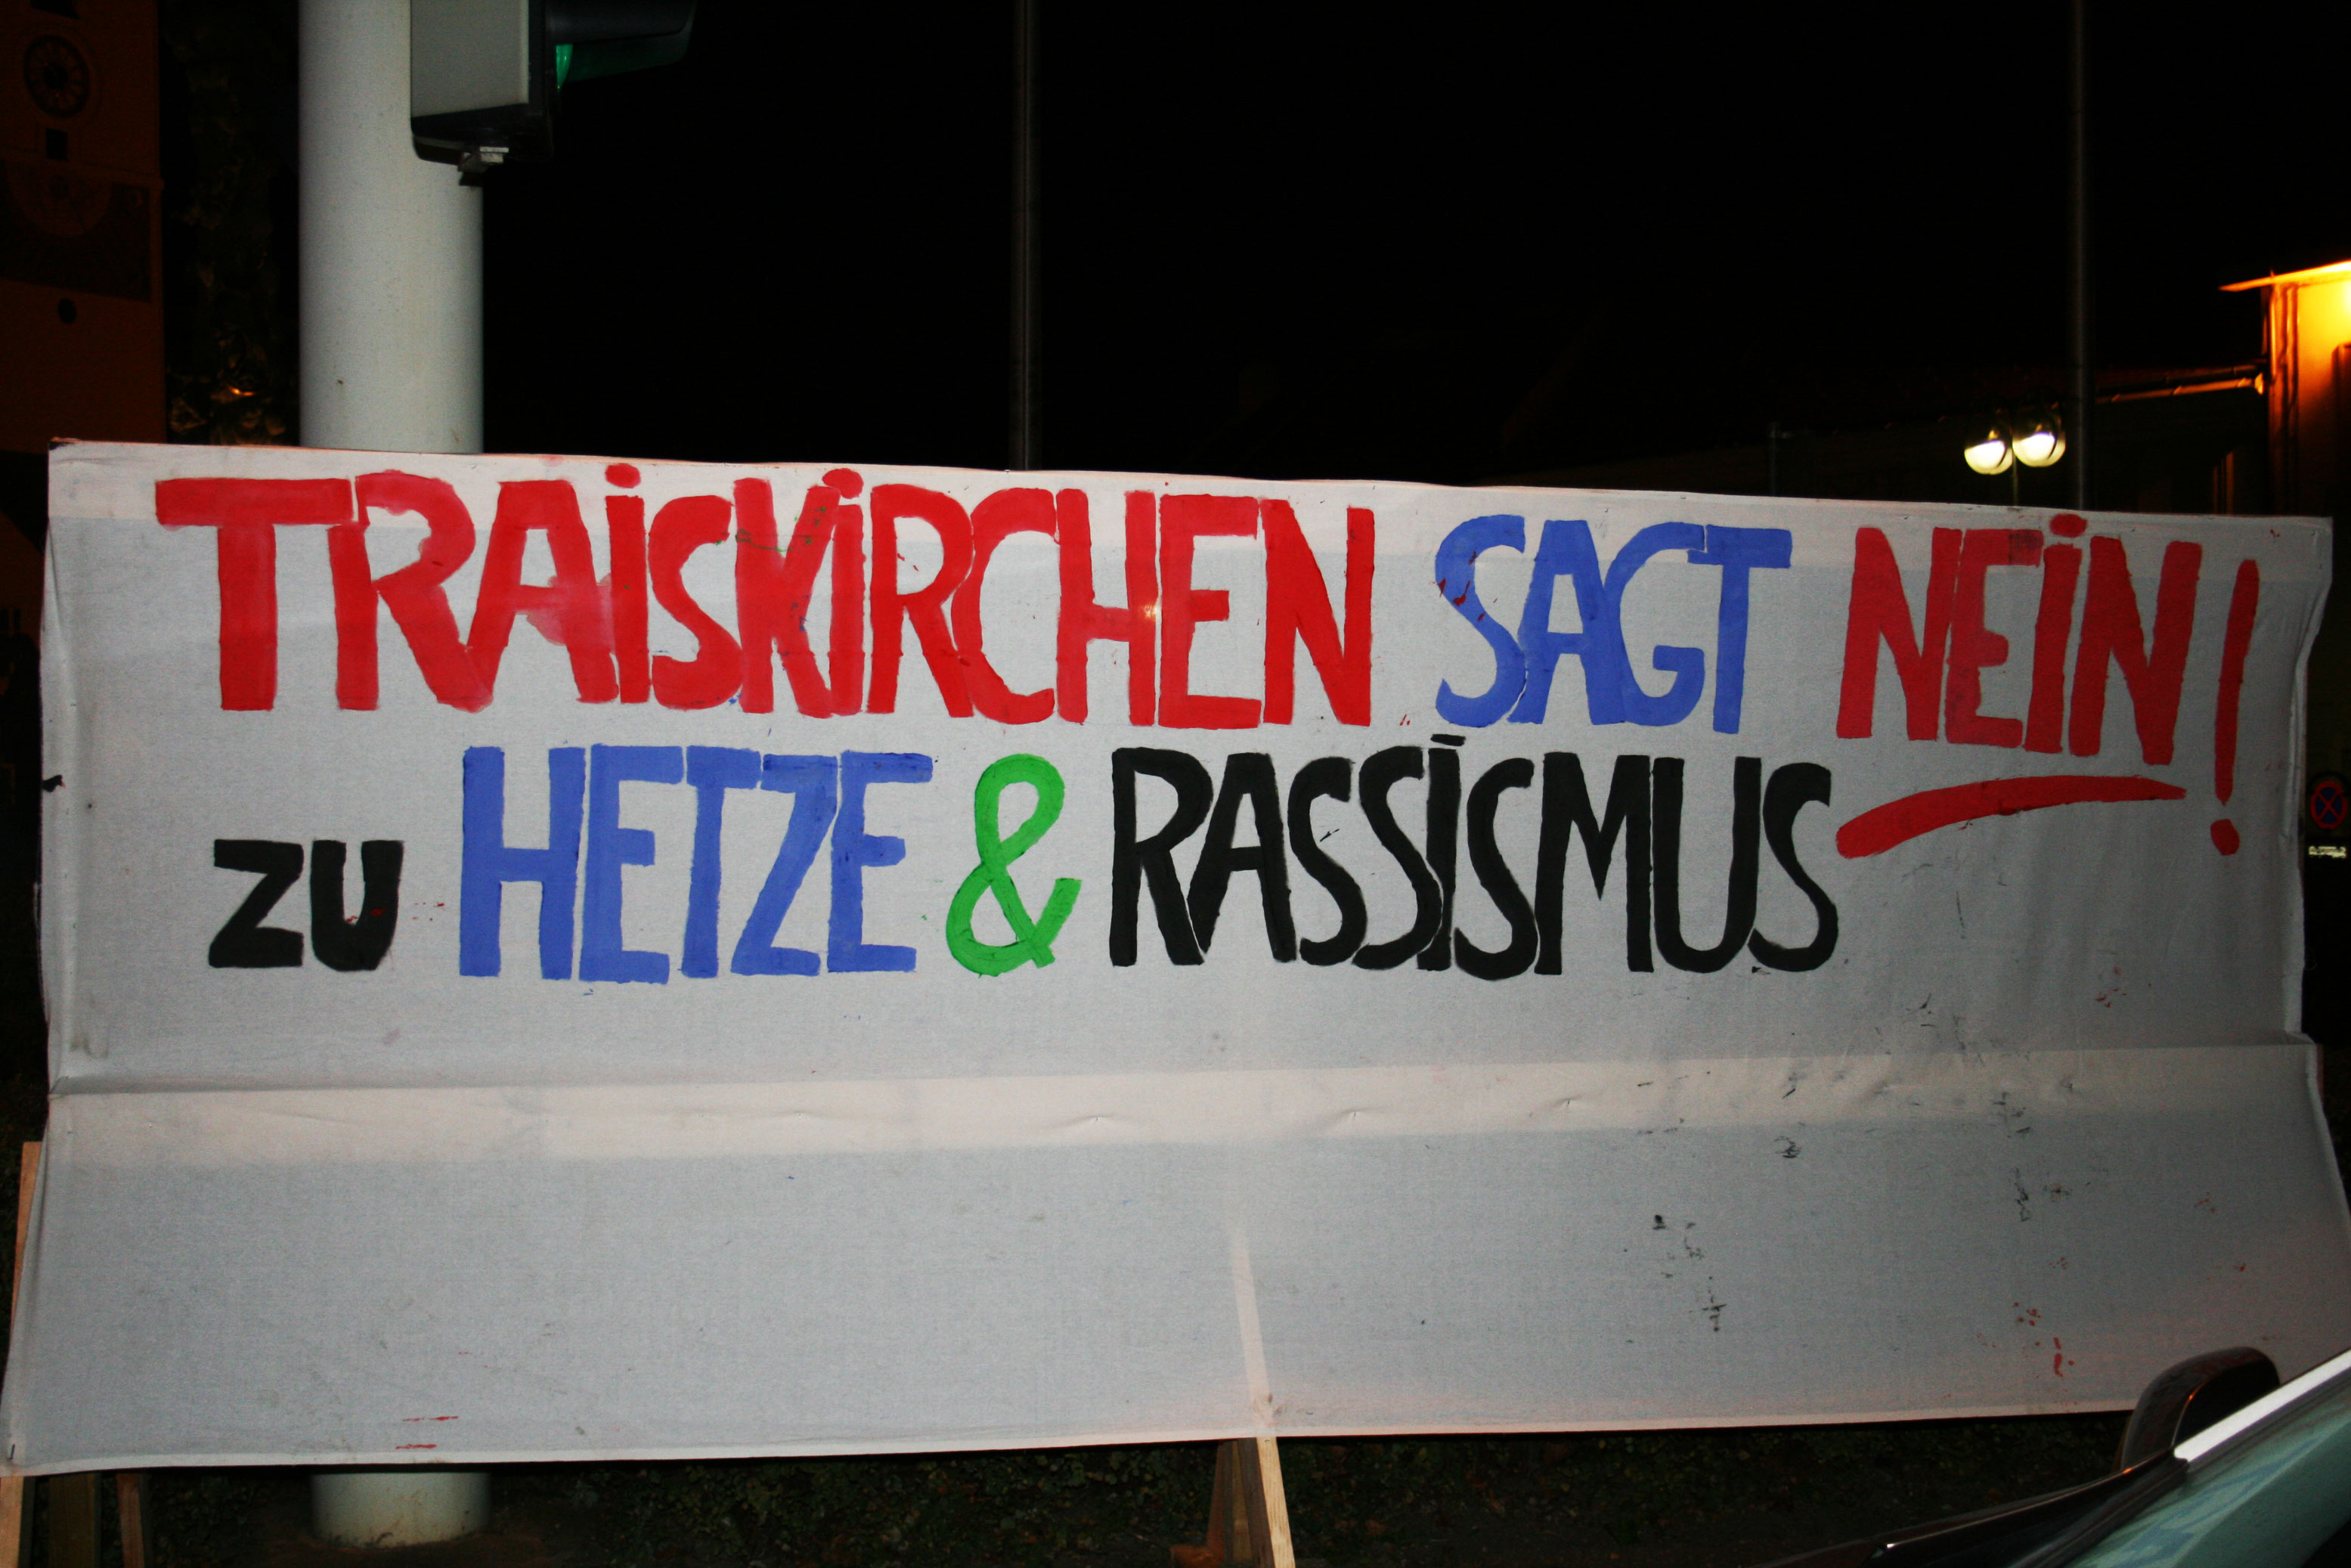 TRAISKIRCHEN SAGT NEIN!
ZU HETZE & RASSISMUS